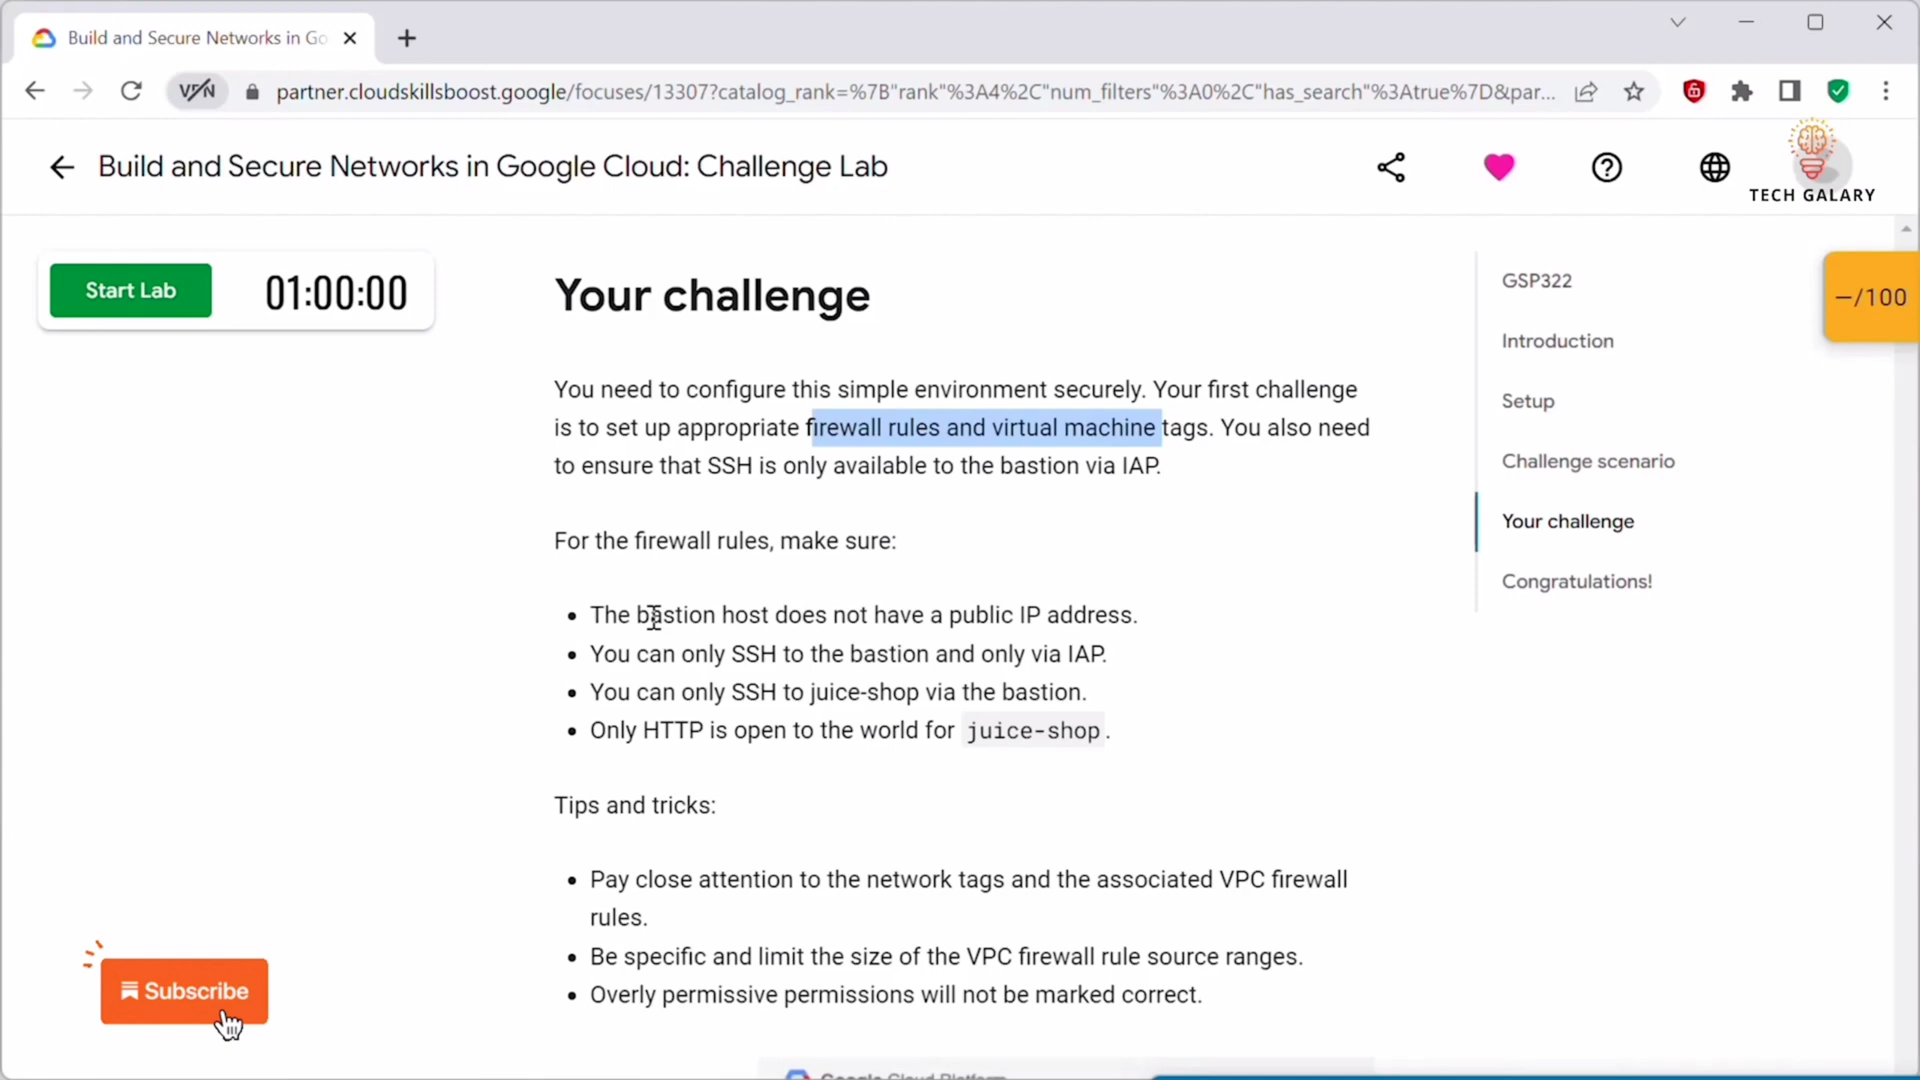 Build and Secure Networks in Go
VPN
partner.cloudskillsboost.google/focuses/13307?catalog_rank=%7B"rank"%3A4%2C"num_filters"%3A0%2C"has_search"%3Atrue%7D&par...
Build and Secure Networks in Google Cloud: Challenge Lab
TECH GALARY
Start Lab
01:00:00
Your challenge
You need to configure this simple environment securely. Your first challenge
is to set up appropriate firewall rules and virtual machine tags. You also need
to ensure that SSH is only available to the bastion via IAP.
For the firewall rules, make sure:
• The bastion host does not have a public IP address.
• You can only SSH to the bastion and only via IAP.
• You can only SSH to juice-shop via the bastion.
• Only HTTP is open to the world for juice-shop.
Tips and tricks:
• Pay close attention to the network tags and the associated VPC firewall
rules.
• Be specific and limit the size of the VPC firewall rule source ranges.
• Overly permissive permissions will not be marked correct.
Google Cloud Platform
GSP322
Introduction
Setup
Challenge scenario
Your challenge
Congratulations!
–/100
Subscribe